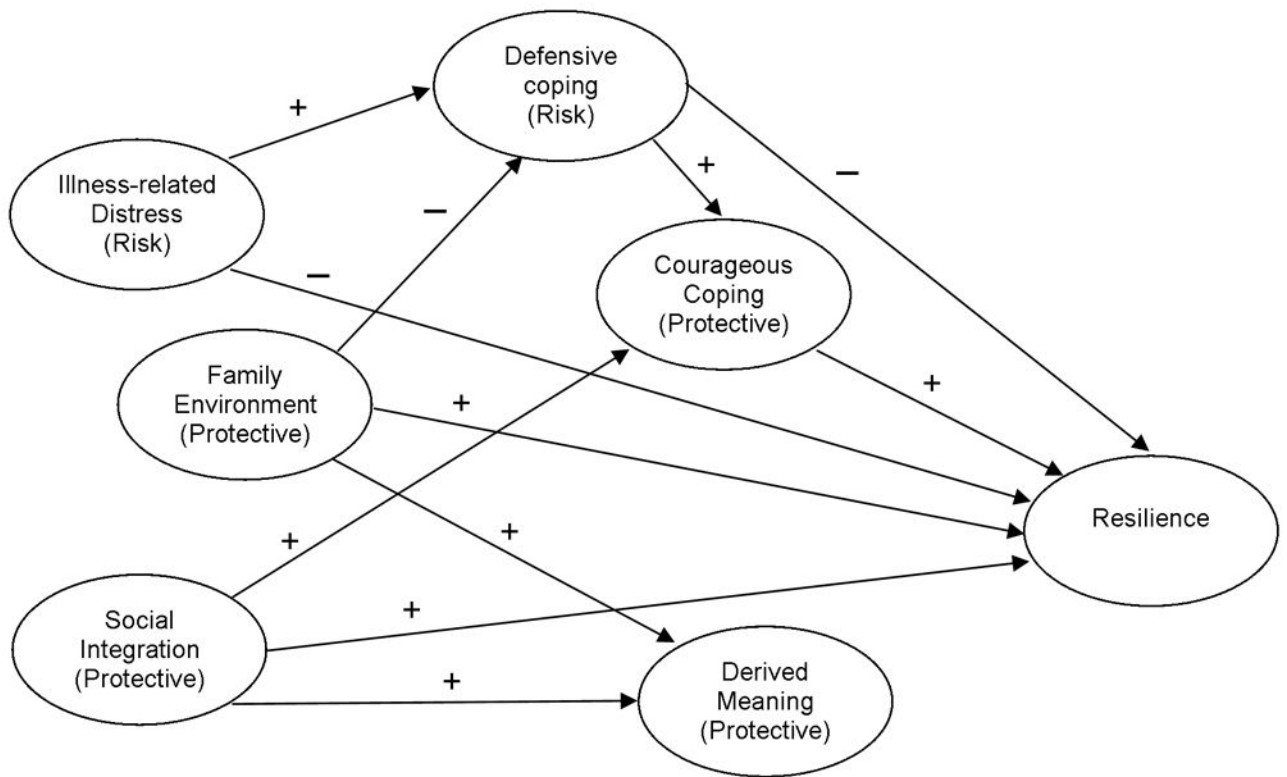 Defensive
coping
(Risk)
+
Illness-related
Distress
(Risk)
+
–
–
Courageous
Coping
(Protective)
–
Family
Environment
(Protective)
+
+
Resilience
+
+
Social
Integration
(Protective)
+
+
Derived
Meaning
(Protective)